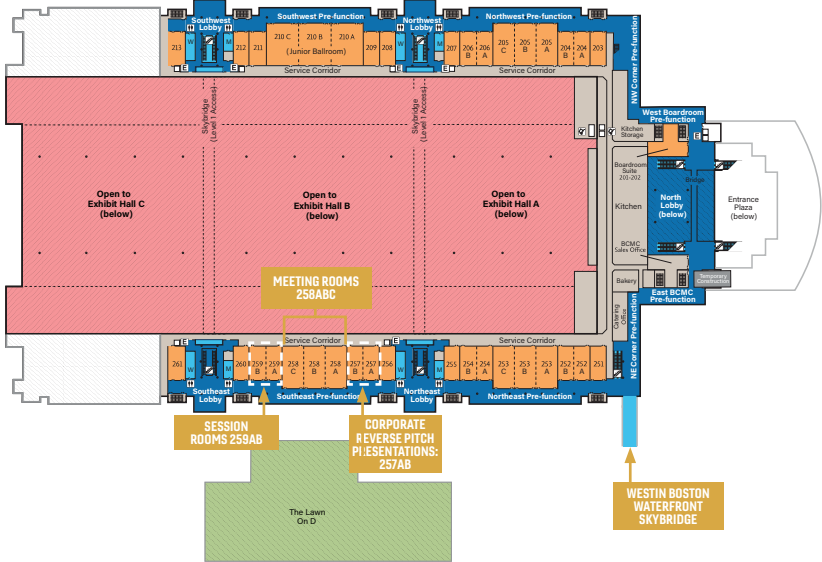 Southwest
Lobby
Southwest Pre-function
Northwest
Lobby
Northwest Pre-function
213
W
M
212
211
210 C
210 B
210 A
(Junior Ballroom)
209
208
W
M
207
206
B
206
A
205
C
205
B
205
A
204
B
204
A
203
E
E
E
E
Service Corridor
Service Corridor
NW Corner Pre-function
Skybridge
(Level 1 Access)
Skybridge
(Level 1 Access)
West Boardroom
Pre-function
E
Kitchen
Storage
Boardroom
Suite
201-202
Bridge
Open to
Exhibit Hall C
(below)
Open to
Exhibit Hall B
(below)
Open to
Exhibit Hall A
(below)
Kitchen
North
Lobby
(below)
Entrance
Plaza
(below)
BCMC
Sales Office
Bakery
Temporary
Construction
East BCMC
Pre-function
Catering
Office
NE Corner Pre-function
MEETING ROOMS
258ABC
Service Corridor
Service Corridor
E
E
E
261
W
M
260
259
B
259
A
258
C
258
B
258
A
257
B
257
A
256
W
M
255
254
B
254
A
253
C
253
B
253
A
252
B
252
A
251
Southeast
Lobby
Southeast Pre-function
Northeast
Lobby
Northeast Pre-function
SESSION
ROOMS 259AB
CORPORATE
REVERSE PITCH
PRESENTATIONS:
257AB
WESTIN BOSTON
WATERFRONT
SKYBRIDGE
The Lawn
On D